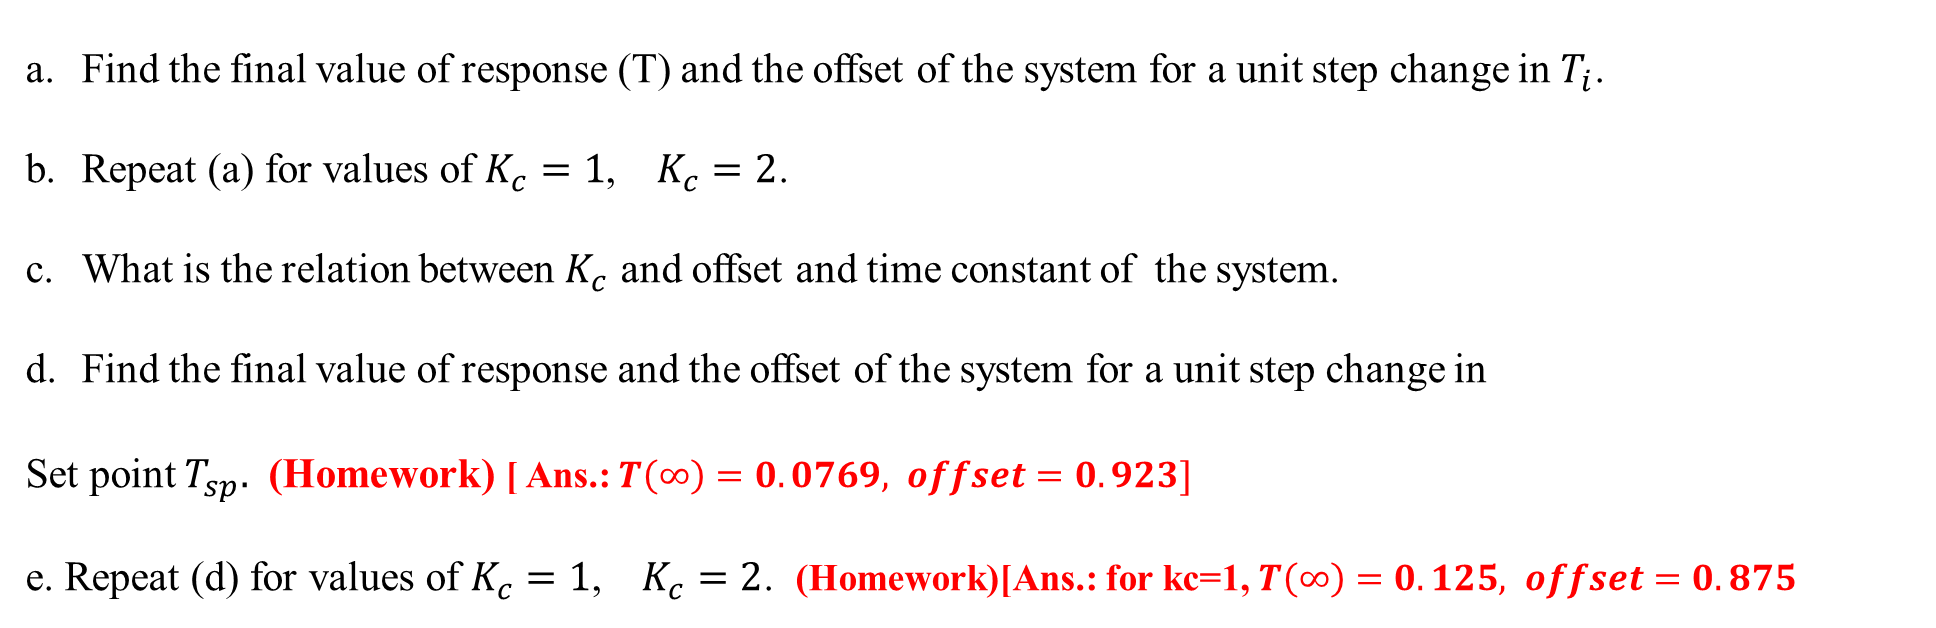 a. Find the final value of response (T) and the offset of the system for a unit step change in Tᵢ.
b. Repeat (a) for values of K_c = 1, K_c = 2.
c. What is the relation between K_c and offset and time constant of the system.
d. Find the final value of response and the offset of the system for a unit step change in
Set point T_sp. (Homework) [ Ans.: T(∞) = 0.0769, offset = 0.923]
e. Repeat (d) for values of K_c = 1, K_c = 2. (Homework)[Ans.: for kc=1, T(∞) = 0.125, offset = 0.875